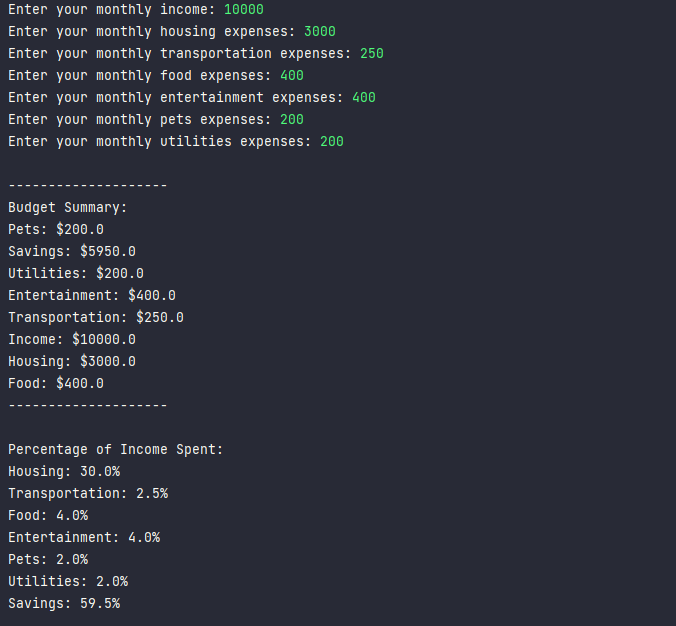 Enter your monthly income: 10000
Enter your monthly housing expenses: 3000
Enter your monthly transportation expenses: 250
Enter your monthly food expenses: 400
Enter your monthly entertainment expenses: 400
Enter your monthly pets expenses: 200
Enter your monthly utilities expenses: 200
--------------------
Budget Summary:
Pets: $200.0
Savings: $5950.0
Utilities: $200.0
Entertainment: $400.0
Transportation: $250.0
Income: $10000.0
Housing: $3000.0
Food: $400.0
--------------------
Percentage of Income Spent:
Housing: 30.0%
Transportation: 2.5%
Food: 4.0%
Entertainment: 4.0%
Pets: 2.0%
Utilities: 2.0%
Savings: 59.5%